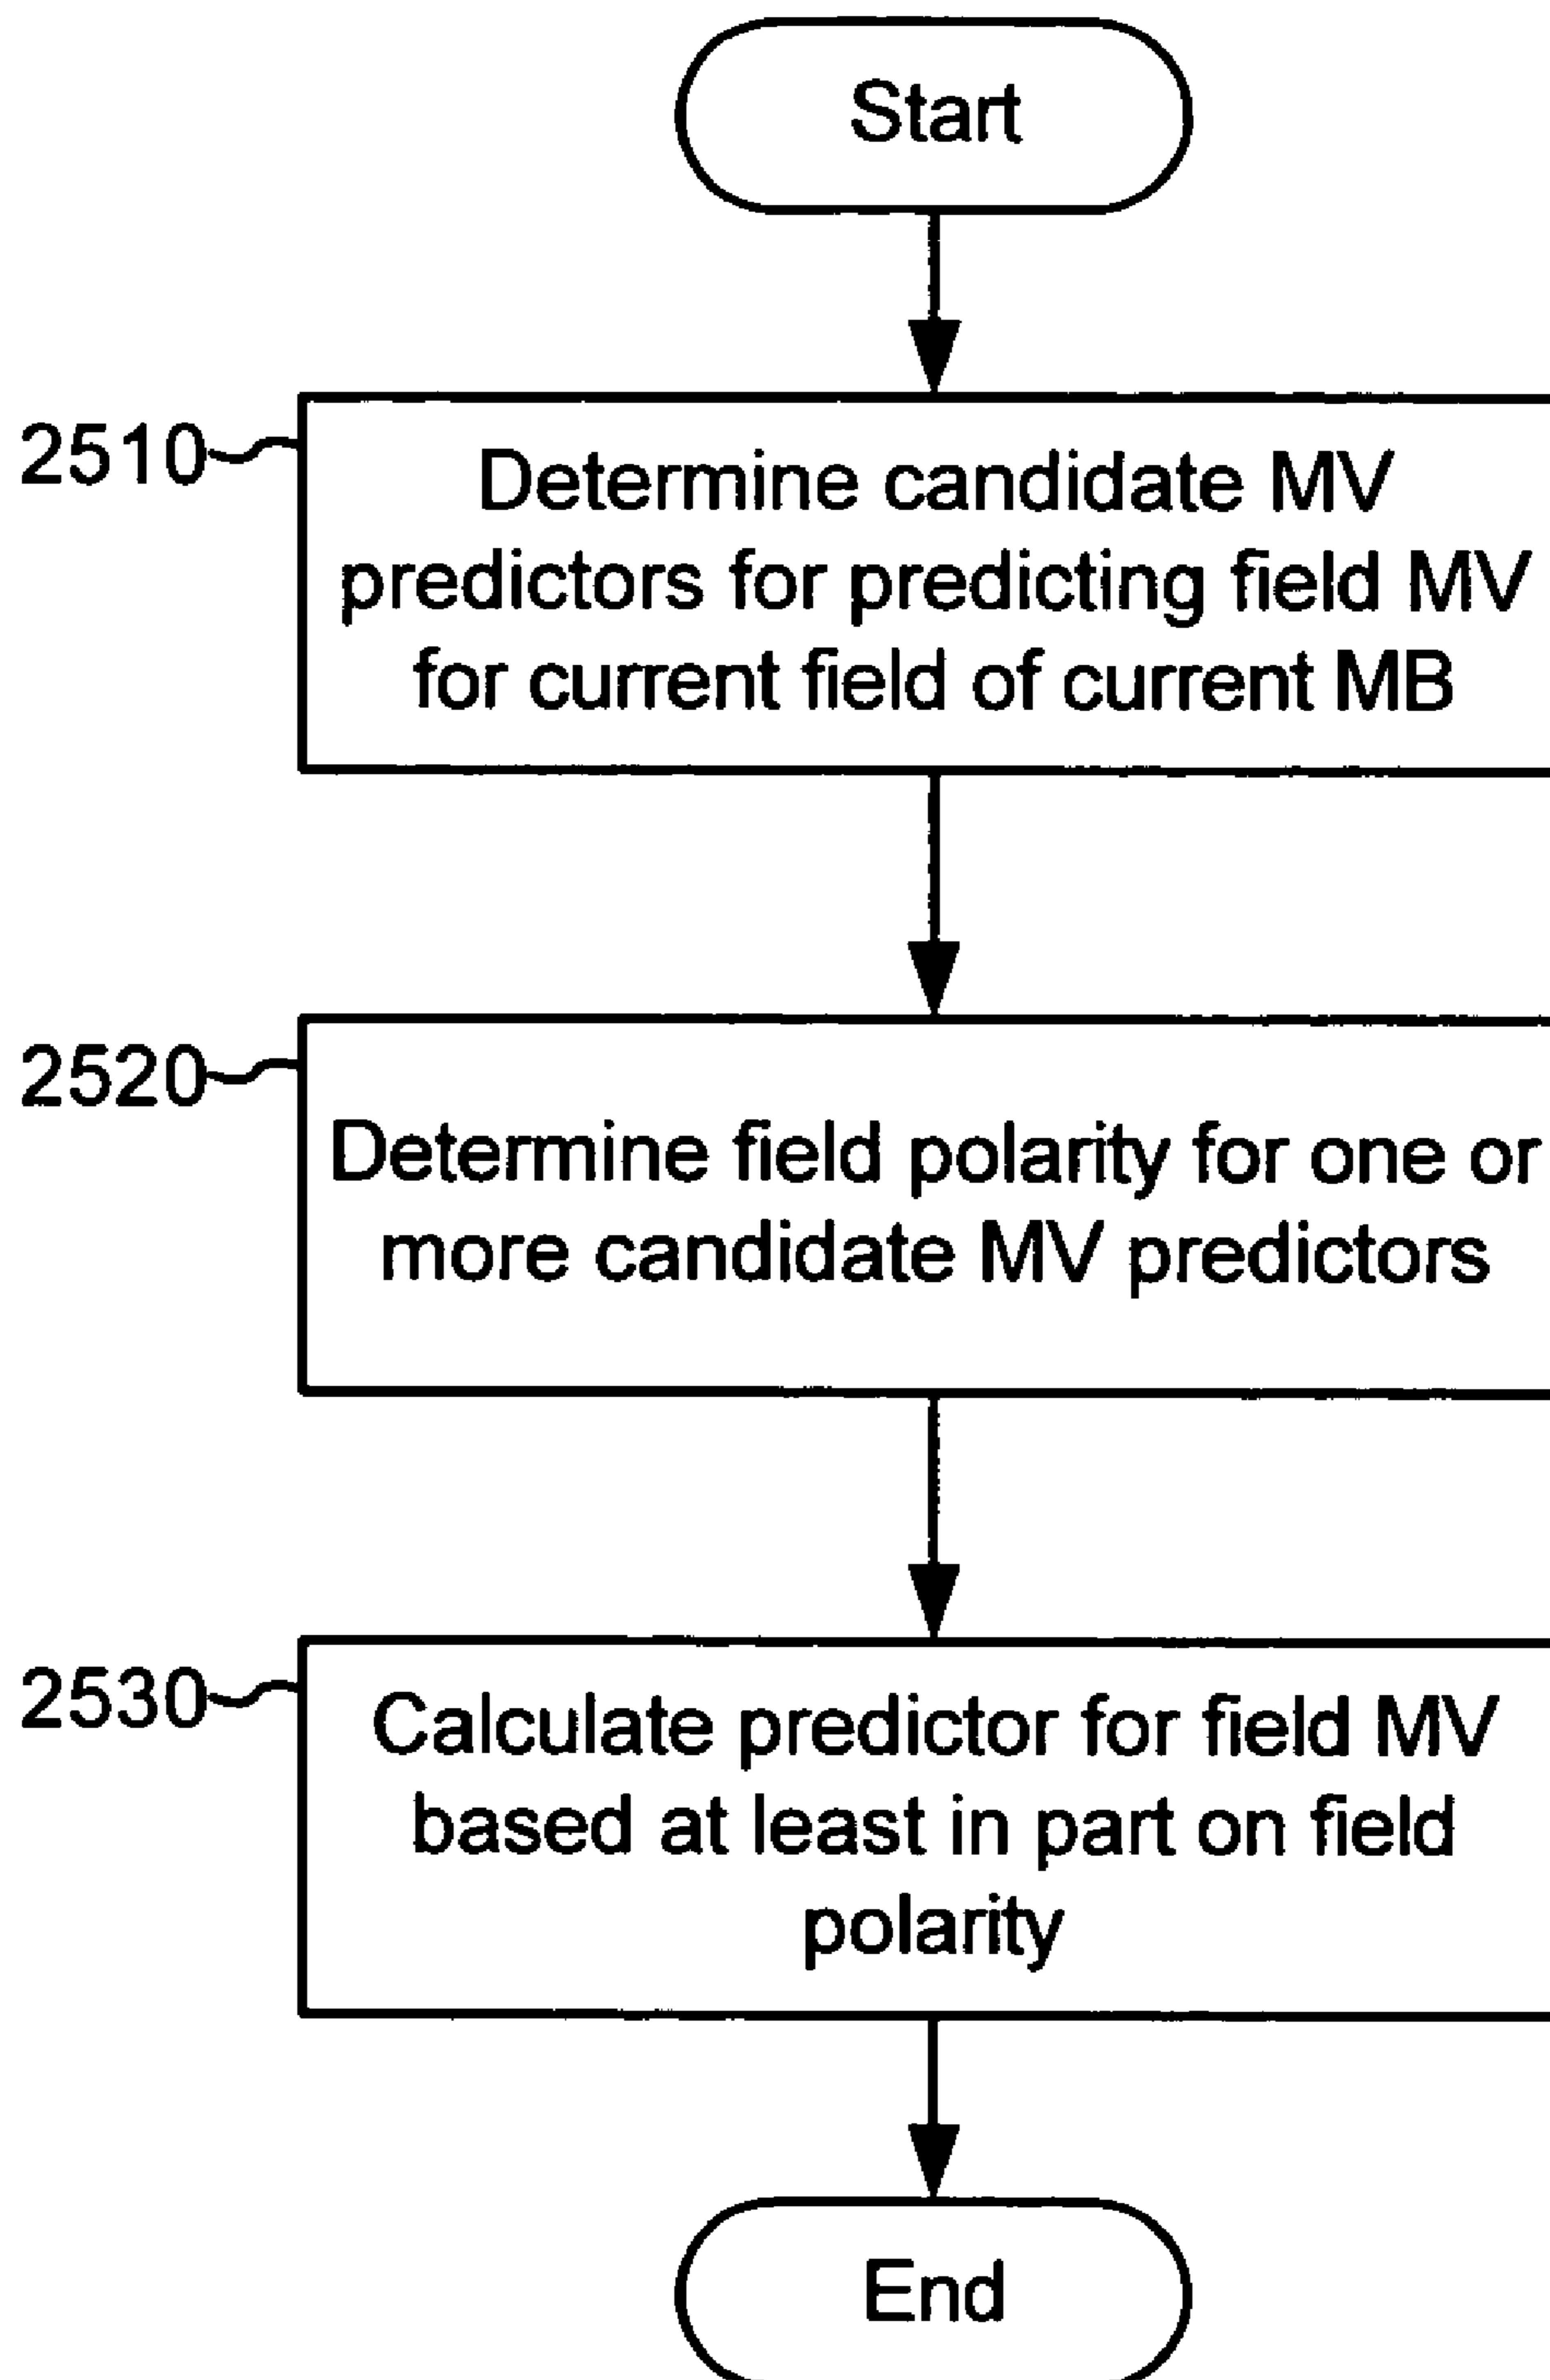 Start
2510
Determine candidate MV
predictors for predicting field MV
for current field of current MB
2520
Determine field polarity for one or
more candidate MV predictors
2530
Calculate predictor for field MV
based at least in part on field
polarity
End